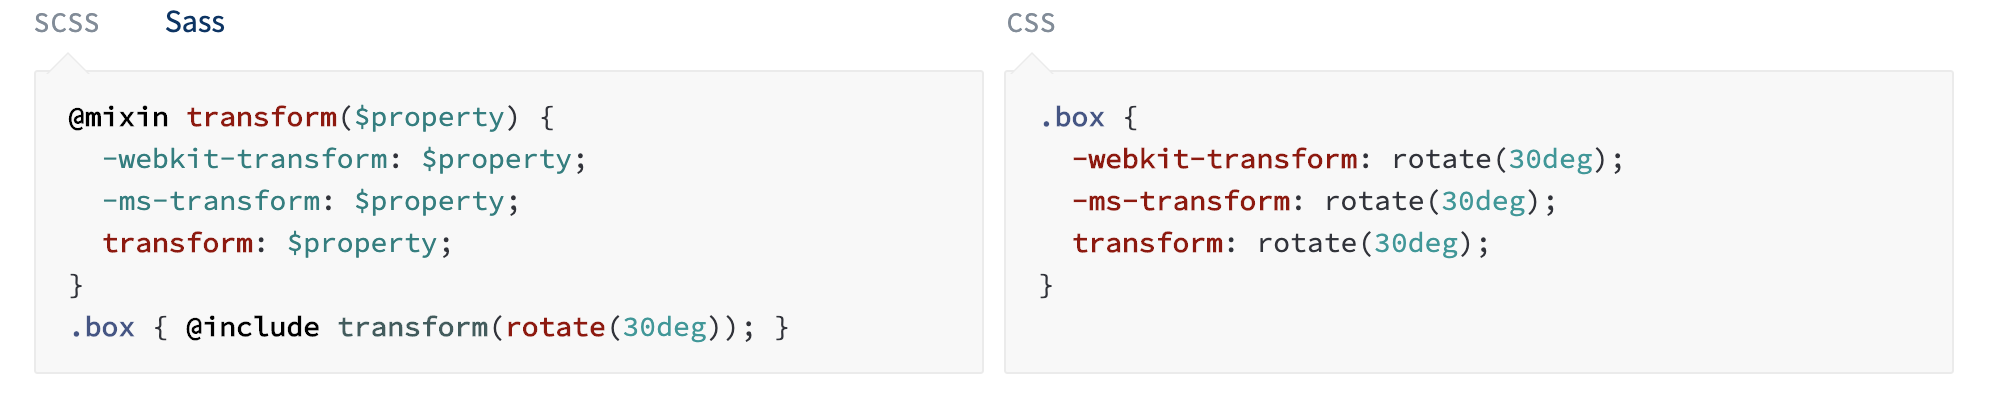 SCSS Sass
@mixin transform($property) {
  -webkit-transform: $property;
  -ms-transform: $property;
  transform: $property;
}
.box { @include transform(rotate(30deg)); }
CSS
.box {
  -webkit-transform: rotate(30deg);
  -ms-transform: rotate(30deg);
  transform: rotate(30deg);
}